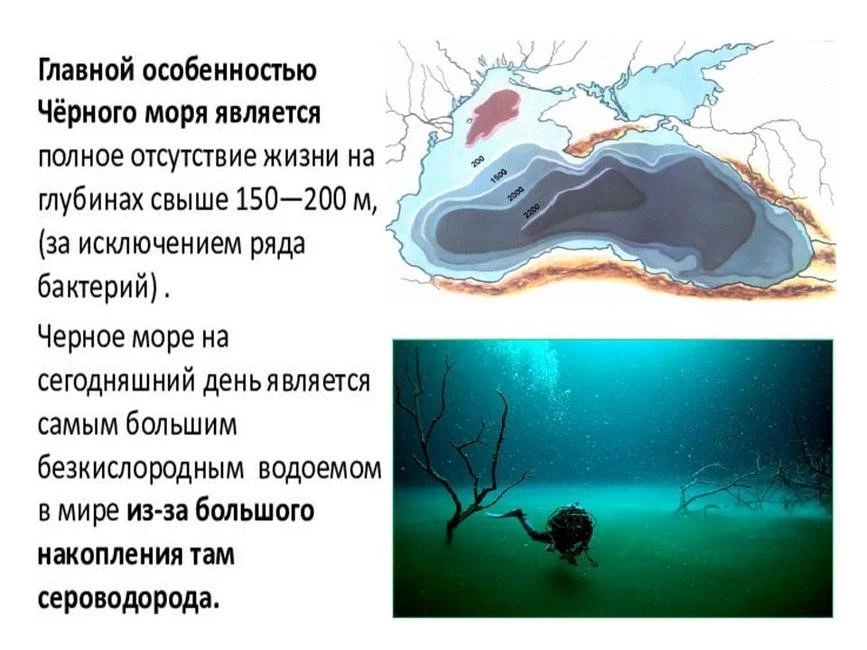 Главной особенностью
Чёрного моря является
полное отсутствие жизни на
глубинах свыше 150—200 м,
(за исключением ряда
бактерий) .
Черное море на
сегодняшний день является
самым большим
безкислородным водоемом
в мире из-за большого
накопления там
сероводорода.
200
1500
2000
2200